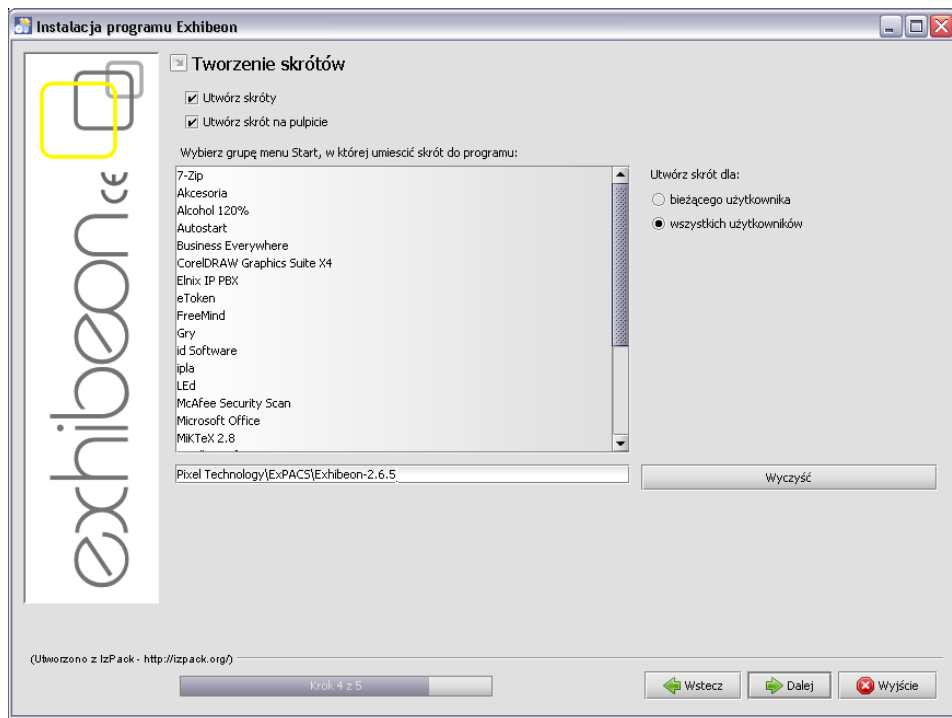 Instalacja programu Exhibeon
exhibeon CE
Tworzenie skrótów
Utwórz skróty
Utwórz skrót na pulpicie
Wybierz grupę menu Start, w której umiescić skrót do programu:
7-Zip
Akcesoria
Alcohol 120%
Autostart
Business Everywhere
CorelDRAW Graphics Suite X4
Elnix IP PBX
eToken
FreeMind
Gry
id Software
ipla
LEd
McAfee Security Scan
Microsoft Office
MiKTeX 2.8
Utwórz skrót dla:
bieżącego użytkownika
wszystkich użytkowników
Pixel Technology\ExPACS\Exhibeon-2.6.5
Wyczyść
(Utworzono z IzPack - http://izpack.org/)
Krok 4 z 5
Wstecz
Dalej
Wyjście